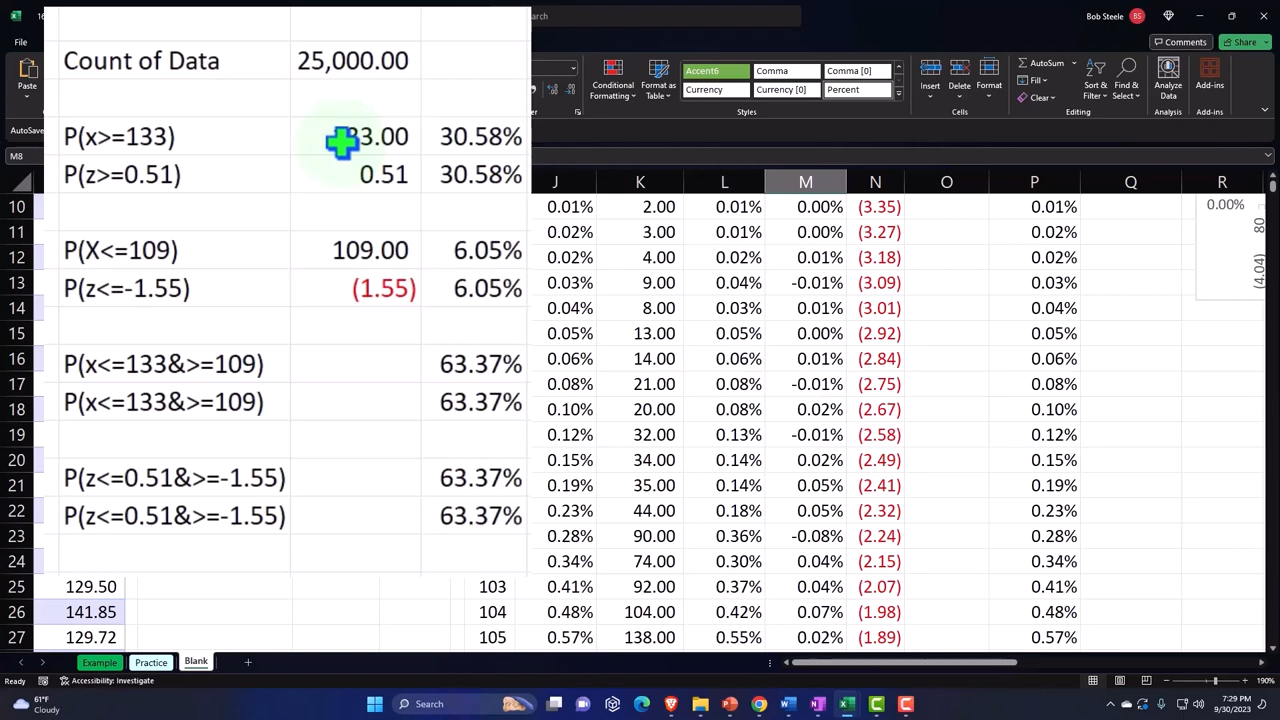 Bob Steele BS
File
Comments
Share
Paste
Conditional Formatting
Format as Table
Accent6 Comma Comma [0]
Currency Currency [0] Percent
Styles
Insert Delete Format
Cells
AutoSum
Fill
Clear
Sort & Filter
Find & Select
Editing
Analyze Data
Analysis
Sensitivity
Sensitivity
AutoSave
M8
Count of Data 25,000.00
P(x>=133) 33.00 30.58%
P(z>=0.51) 0.51 30.58%
P(X<=109) 109.00 6.05%
P(z<=-1.55) (1.55) 6.05%
P(x<=133&>=109) 63.37%
P(x<=133&>=109) 63.37%
P(z<=0.51&>=-1.55) 63.37%
P(z<=0.51&>=-1.55) 63.37%
J K L M N O P Q R
10 0.01% 2.00 0.01% 0.00% (3.35) 0.01% 0.00%
11 0.02% 3.00 0.01% 0.00% (3.27) 0.02%
12 0.02% 4.00 0.02% 0.01% (3.18) 0.02%
13 0.03% 9.00 0.04% -0.01% (3.09) 0.03%
14 0.04% 8.00 0.03% 0.01% (3.01) 0.04%
15 0.05% 13.00 0.05% 0.00% (2.92) 0.05%
16 0.06% 14.00 0.06% 0.01% (2.84) 0.06%
17 0.08% 21.00 0.08% -0.01% (2.75) 0.08%
18 0.10% 20.00 0.08% 0.02% (2.67) 0.10%
19 0.12% 32.00 0.13% -0.01% (2.58) 0.12%
20 0.15% 34.00 0.14% 0.02% (2.49) 0.15%
21 0.19% 35.00 0.14% 0.05% (2.41) 0.19%
22 0.23% 44.00 0.18% 0.05% (2.32) 0.23%
23 0.28% 90.00 0.36% -0.08% (2.24) 0.28%
24 0.34% 74.00 0.30% 0.04% (2.15) 0.34%
25 129.50 103 0.41% 92.00 0.37% 0.04% (2.07) 0.41%
26 141.85 104 0.48% 104.00 0.42% 0.07% (1.98) 0.48%
27 129.72 105 0.57% 138.00 0.55% 0.02% (1.89) 0.57%
80
(4.04)
Example Practice Blank
Ready Accessibility: Investigate 190%
61°F
Cloudy
Search
7:29 PM
9/30/2023